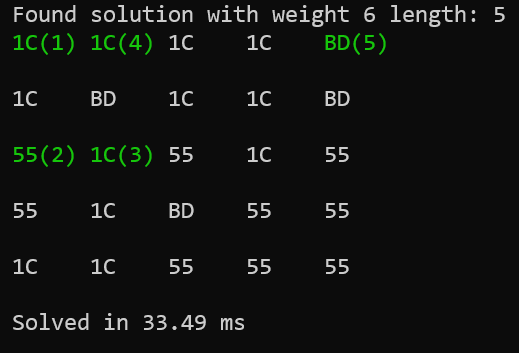 Found solution with weight 6 length: 5
1C(1) 1C(4) 1C 1C BD(5)
1C BD 1C 1C BD
55(2) 1C(3) 55 1C 55
55 1C BD 55 55
1C 1C 55 55 55
Solved in 33.49 ms